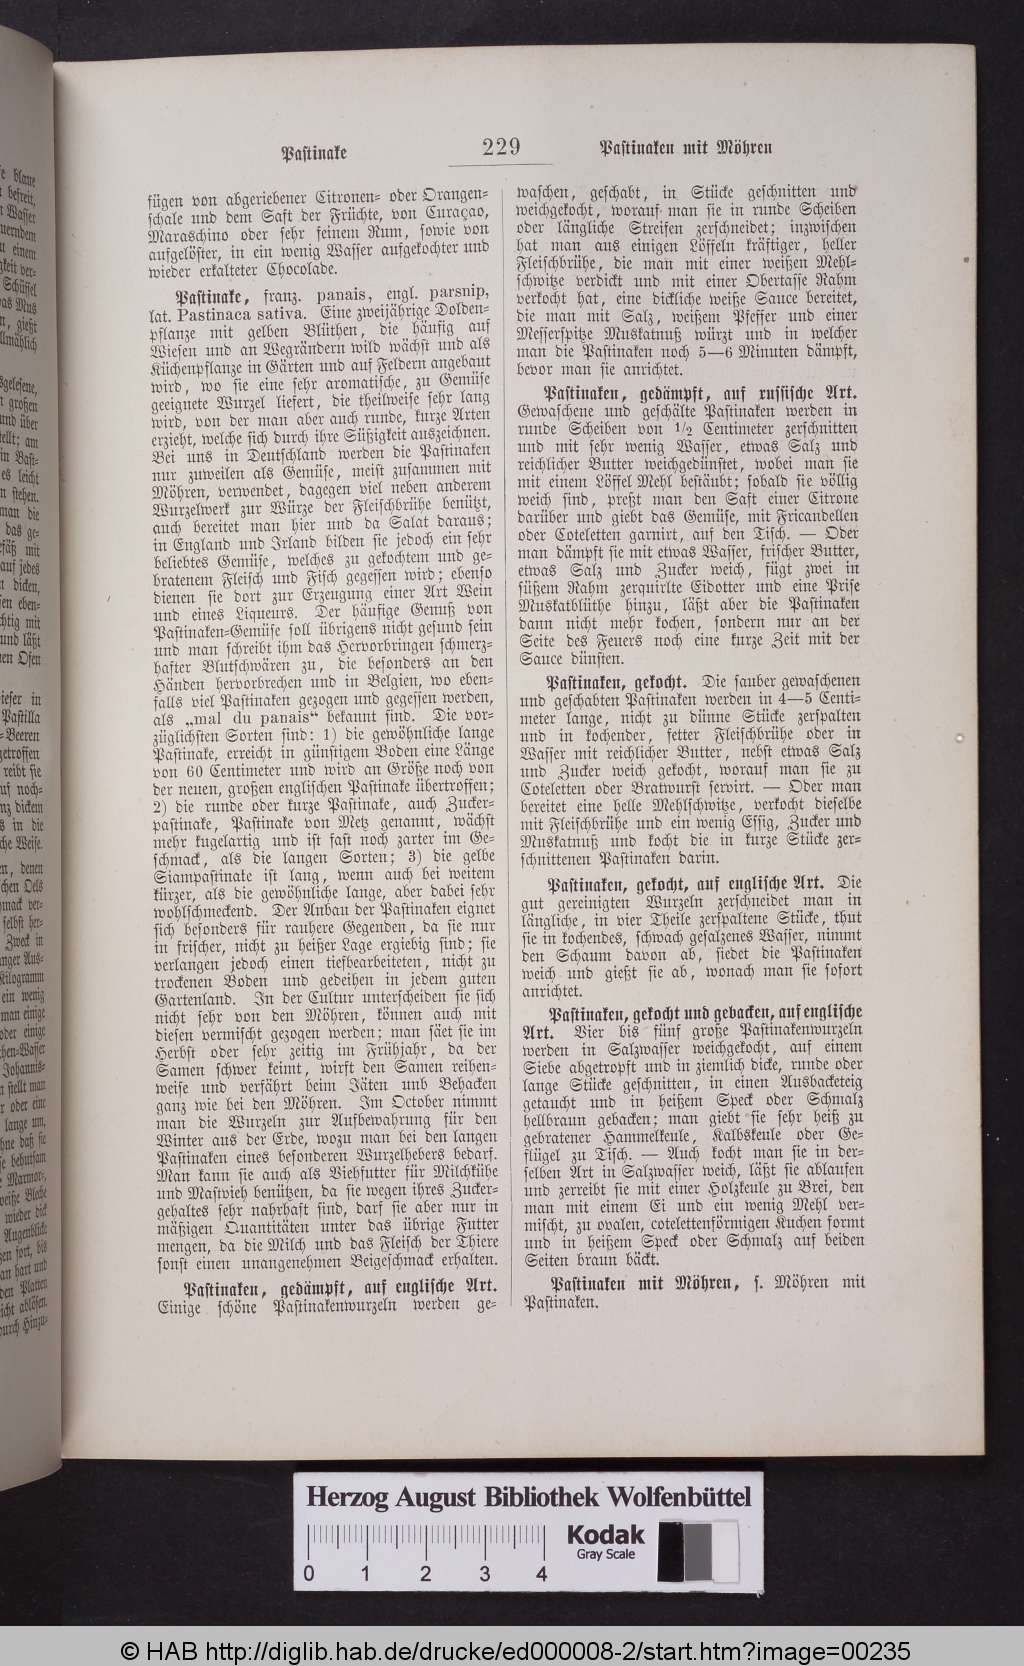 Pastinake
229
Pastinaken mit Möhren
fügen von abgeriebener Citronen- oder Orangen-
schale und dem Saft der Früchte, von Curaçao,
Maraschino oder sehr feinem Rum, sowie von
aufgelöster, in ein wenig Wasser aufgekochter und
wieder erkalteter Chocolade.
Pastinake, franz. panais, engl. parsnip,
lat. Pastinaca sativa. Eine zweijährige Dolden-
pflanze mit gelben Blüthen, die häufig auf
Wiesen und an Wegrändern wild wächst und als
Küchenpflanze in Gärten und auf Feldern angebaut
wird, wo sie eine sehr aromatische, zu Gemüse
geeignete Wurzel liefert, die theilweise sehr lang
wird, von der man aber auch runde, kurze Arten
erzieht, welche sich durch ihre Süßigkeit auszeichnen.
Bei uns in Deutschland werden die Pastinaken
nur zuweilen als Gemüse, meist zusammen mit
Möhren, verwendet, dagegen viel neben anderem
Wurzelwerk zur Würze der Fleischbrühe benützt,
auch bereitet man hier und da Salat daraus;
in England und Irland bilden sie jedoch ein sehr
beliebtes Gemüse, welches zu gekochtem und ge-
bratenem Fleisch und Fisch gegessen wird; ebenso
dienen sie dort zur Erzeugung einer Art Wein
und eines Liqueurs. Der häufige Genuß von
Pastinaken-Gemüse soll übrigens nicht gesund sein
und man schreibt ihm das Hervorbringen schmerz-
hafter Blutschwären zu, die besonders an den
Händen hervorbrechen und in Belgien, wo eben-
falls viel Pastinaken gezogen und gegessen werden,
als „mal du panais“ bekannt sind. Die vor-
züglichsten Sorten sind: 1) die gewöhnliche lange
Pastinake, erreicht in günstigem Boden eine Länge
von 60 Centimeter und wird an Größe noch von
der neuen, großen englischen Pastinake übertroffen;
2) die runde oder kurze Pastinake, auch Zucker-
pastinake, Pastinake von Metz genannt, wächst
mehr kugelartig und ist fast noch zarter im Ge-
schmack, als die langen Sorten; 3) die gelbe
Siampastinake ist lang, wenn auch bei weitem
kürzer, als die gewöhnliche lange, aber dabei sehr
wohlschmeckend. Der Anbau der Pastinaken eignet
sich besonders für rauhere Gegenden, da sie nur
in frischer, nicht zu heißer Lage ergiebig sind; sie
verlangen jedoch einen tiefbearbeiteten, nicht zu
trockenen Boden und gedeihen in jedem guten
Gartenland. In der Cultur unterscheiden sie sich
nicht sehr von den Möhren, können auch mit
diesen vermischt gezogen werden; man säet sie im
Herbst oder sehr zeitig im Frühjahr, da der
Samen schwer keimt, wirft den Samen reihen-
weise und verfährt beim Jäten unb Behacken
ganz wie bei den Möhren. Im October nimmt
man die Wurzeln zur Aufbewahrung für den
Winter aus der Erde, wozu man bei den langen
Pastinaken eines besonderen Wurzelhebers bedarf.
Man kann sie auch als Viehfutter für Milchkühe
und Mastvieh benützen, da sie wegen ihres Zucker-
gehaltes sehr nahrhaft sind, darf sie aber nur in
mäßigen Quantitäten unter das übrige Futter
mengen, da die Milch und das Fleisch der Thiere
sonst einen unangenehmen Beigeschmack erhalten.
Pastinaken, gedämpft, auf englische Art.
Einige schöne Pastinakenwurzeln werden ge-
waschen, geschabt, in Stücke geschnitten und
weichgekocht, worauf man sie in runde Scheiben
oder längliche Streifen zerschneidet; inzwischen
hat man aus einigen Löffeln kräftiger, heller
Fleischbrühe, die man mit einer weißen Mehl-
schwitze verdickt und mit einer Obertasse Rahm
verkocht hat, eine dickliche weiße Sauce bereitet,
die man mit Salz, weißem Pfeffer und einer
Messerspitze Muskatnuß würzt und in welcher
man die Pastinaken noch 5—6 Minuten dämpft,
bevor man sie anrichtet.
Pastinaken, gedämpft, auf russische Art.
Gewaschene und geschälte Pastinaken werden in
runde Scheiben von 1/2 Centimeter zerschnitten
und mit sehr wenig Wasser, etwas Salz und
reichlicher Butter weichgedünstet, wobei man sie
mit einem Löffel Mehl bestäubt; sobald sie völlig
weich sind, preßt man den Saft einer Citrone
darüber und giebt das Gemüse, mit Fricandellen
oder Coteletten garnirt, auf den Tisch. — Oder
man dämpft sie mit etwas Wasser, frischer Butter,
etwas Salz und Zucker weich, fügt zwei in
süßem Rahm zerquirlte Eidotter und eine Prise
Muskatblüthe hinzu, läßt aber die Pastinaken
dann nicht mehr kochen, sondern nur an der
Seite des Feuers noch eine kurze Zeit mit der
Sauce dünsten.
Pastinaken, gekocht. Die sauber gewaschenen
und geschabten Pastinaken werden in 4—5 Centi-
meter lange, nicht zu dünne Stücke zerspalten
und in kochender, fetter Fleischbrühe oder in
Wasser mit reichlicher Butter, nebst etwas Salz
und Zucker weich gekocht, worauf man sie zu
Coteletten oder Bratwurst servirt. — Oder man
bereitet eine helle Mehlschwitze, verkocht dieselbe
mit Fleischbrühe und ein wenig Essig, Zucker und
Muskatnuß und kocht die in kurze Stücke zer-
schnittenen Pastinaken darin.
Pastinaken, gekocht, auf englische Art. Die
gut gereinigten Wurzeln zerschneidet man in
längliche, in vier Theile zerspaltene Stücke, thut
sie in kochendes, schwach gesalzenes Wasser, nimmt
den Schaum davon ab, siedet die Pastinaken
weich und gießt sie ab, wonach man sie sofort
anrichtet.
Pastinaken, gekocht und gebacken, auf englische
Art. Vier bis fünf große Pastinakenwurzeln
werden in Salzwasser weichgekocht, auf einem
Siebe abgetropft und in ziemlich dicke, runde oder
lange Stücke geschnitten, in einen Ausbacketeig
getaucht und in heißem Speck oder Schmalz
hellbraun gebacken; man giebt sie sehr heiß zu
gebratener Hammelkeule, Kalbskeule oder Ge-
flügel zu Tisch. — Auch kocht man sie in der-
selben Art in Salzwasser weich, läßt sie ablaufen
und zerreibt sie mit einer Holzkeule zu Brei, den
man mit einem Ei und ein wenig Mehl ver-
mischt, zu ovalen, cotelettenförmigen Kuchen formt
und in heißem Speck oder Schmalz auf beiden
Seiten braun bäckt.
Pastinaken mit Möhren, s. Möhren mit
Pastinaken.
Herzog August Bibliothek Wolfenbüttel
Kodak
Gray Scale
0 1 2 3 4
© HAB http://diglib.hab.de/drucke/ed000008-2/start.htm?image=00235